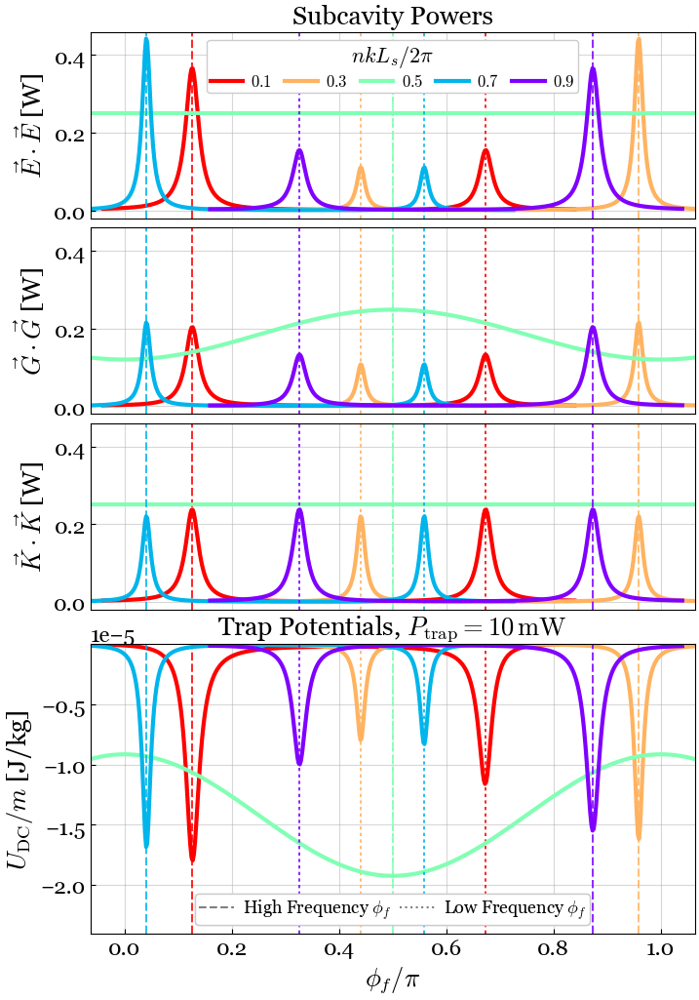 Subcavity Powers
nkLₛ/2π
0.1 0.3 0.5 0.7 0.9
0.4
0.2
0.0
E⃗ · E⃗ [W]
0.4
0.2
0.0
G⃗ · G⃗ [W]
0.4
0.2
0.0
K⃗ · K⃗ [W]
Trap Potentials, P_trap = 10 mW
1e−5
−0.5
−1.0
−1.5
−2.0
U_DC/m [J/kg]
High Frequency ϕ_f Low Frequency ϕ_f
0.0 0.2 0.4 0.6 0.8 1.0
ϕ_f/π